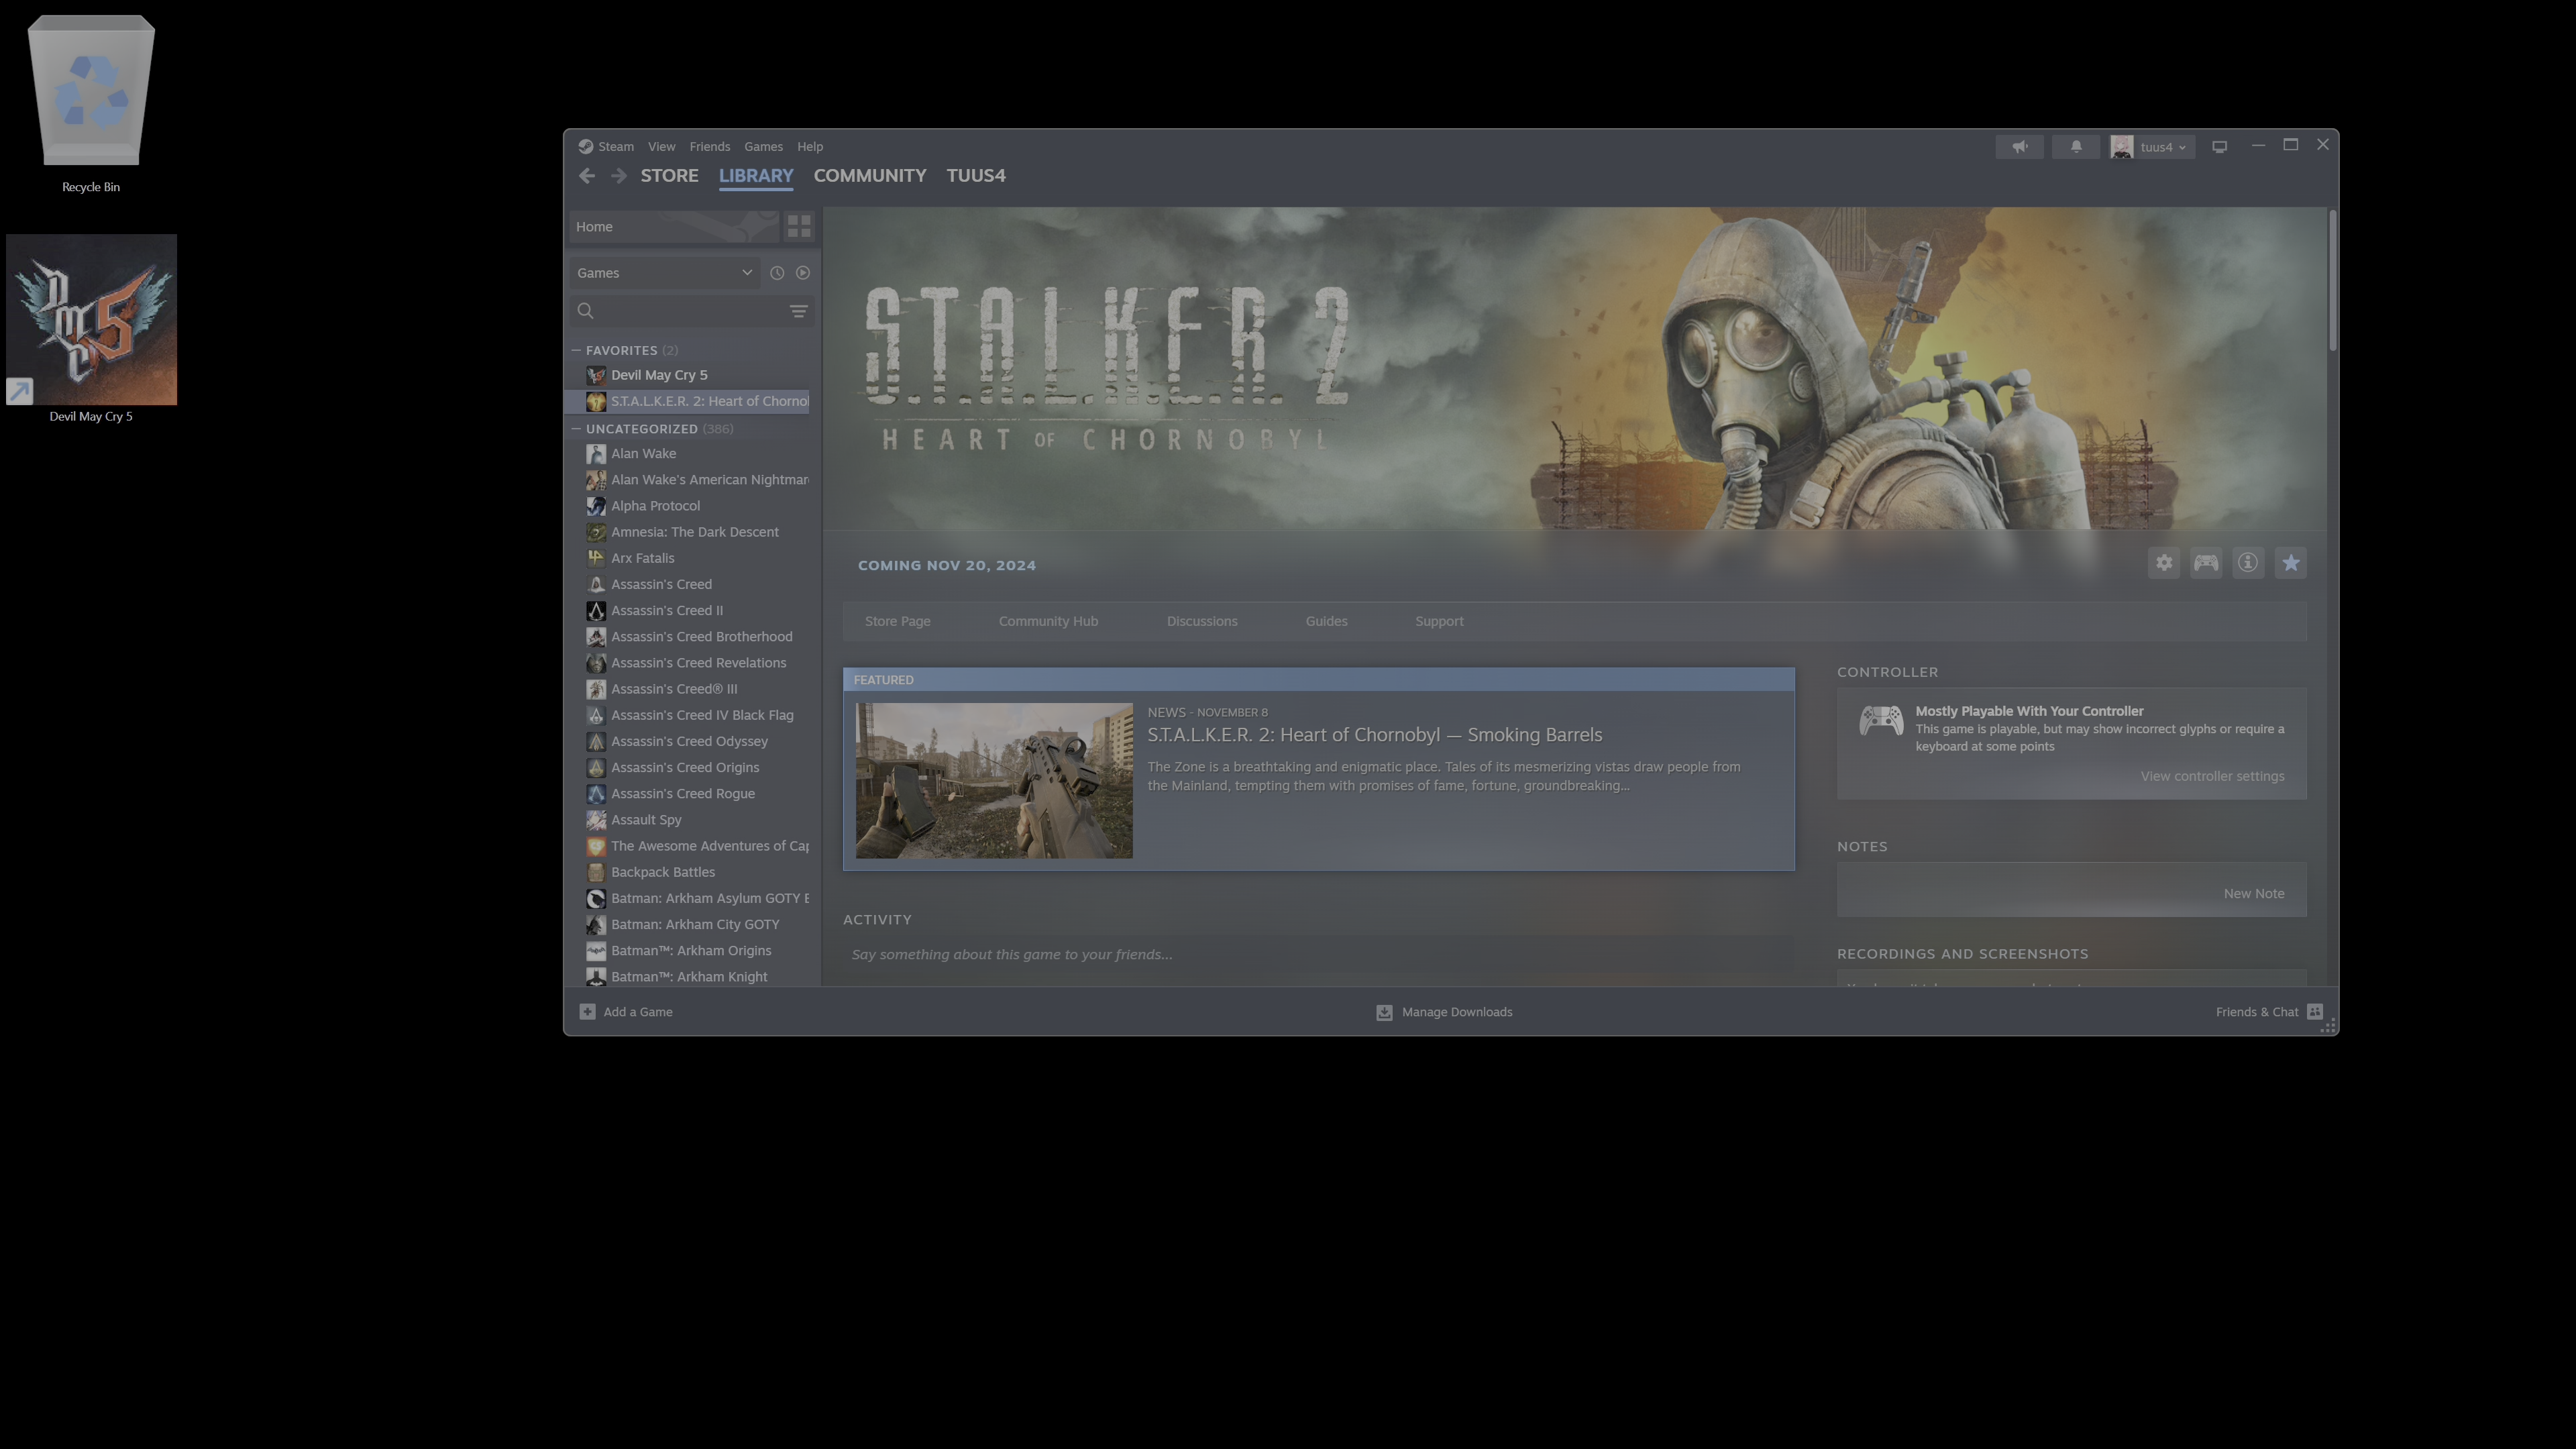 Recycle Bin
Devil May Cry 5
Steam View Friends Games Help
tuus4
STORE LIBRARY COMMUNITY TUUS4
Home
Games
FAVORITES (2)
Devil May Cry 5
S.T.A.L.K.E.R. 2: Heart of Chornol
UNCATEGORIZED (386)
Alan Wake
Alan Wake's American Nightmar
Alpha Protocol
Amnesia: The Dark Descent
Arx Fatalis
Assassin's Creed
Assassin's Creed II
Assassin's Creed Brotherhood
Assassin's Creed Revelations
Assassin's Creed® III
Assassin's Creed IV Black Flag
Assassin's Creed Odyssey
Assassin's Creed Origins
Assassin's Creed Rogue
Assault Spy
The Awesome Adventures of Cap
Backpack Battles
Batman: Arkham Asylum GOTY E
Batman: Arkham City GOTY
Batman™: Arkham Origins
Batman™: Arkham Knight
S.T.A.L.K.E.R. 2
HEART OF CHORNOBYL
COMING NOV 20, 2024
Store Page Community Hub Discussions Guides Support
FEATURED
NEWS - NOVEMBER 8
S.T.A.L.K.E.R. 2: Heart of Chornobyl — Smoking Barrels
The Zone is a breathtaking and enigmatic place. Tales of its mesmerizing vistas draw people from
the Mainland, tempting them with promises of fame, fortune, groundbreaking...
ACTIVITY
Say something about this game to your friends...
CONTROLLER
Mostly Playable With Your Controller
This game is playable, but may show incorrect glyphs or require a
keyboard at some points
View controller settings
NOTES
New Note
RECORDINGS AND SCREENSHOTS
Add a Game
Manage Downloads
Friends & Chat